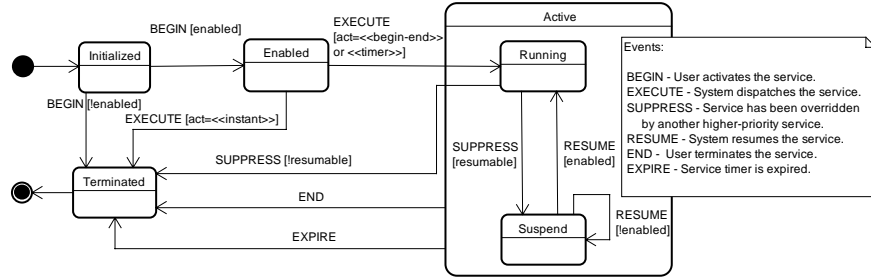 Active
EXECUTE
[act=<<begin-end>>
or <<timer>>]
BEGIN [enabled]
Initialized
Enabled
Running
Events:
BEGIN - User activates the service.
EXECUTE - System dispatches the service.
SUPPRESS - Service has been overridden
by another higher-priority service.
RESUME - System resumes the service.
END - User terminates the service.
EXPIRE - Service timer is expired.
BEGIN [!enabled]
EXECUTE [act=<<instant>>]
SUPPRESS
[resumable]
RESUME
[enabled]
SUPPRESS [!resumable]
Terminated
END
RESUME
[!enabled]
Suspend
EXPIRE